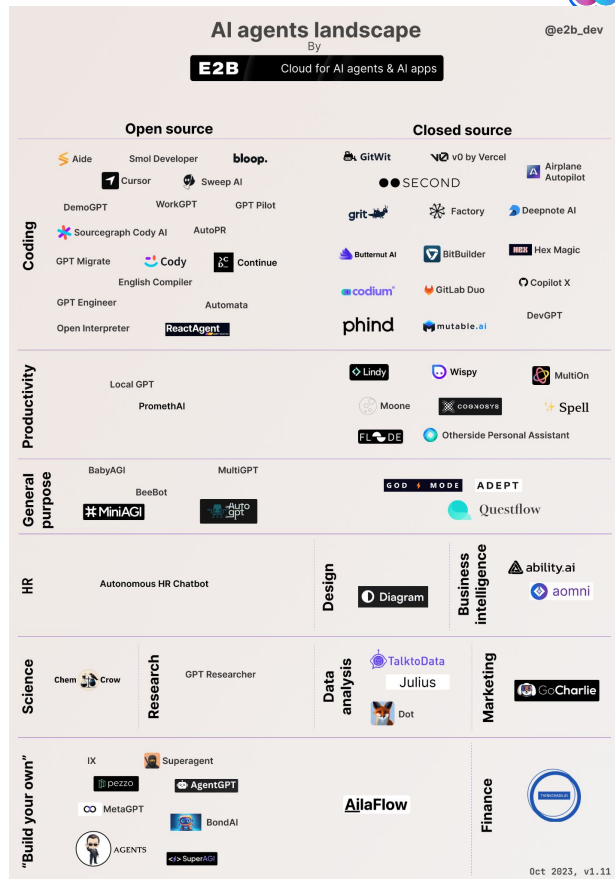 AI agents landscape
@e2b_dev
By
E2B Cloud for AI agents & AI apps
Open source
Closed source
Coding
Aide
Smol Developer
bloop.
Cursor
Sweep AI
DemoGPT
WorkGPT
GPT Pilot
Sourcegraph Cody AI
AutoPR
GPT Migrate
Cody
Continue
English Compiler
GPT Engineer
Automata
Open Interpreter
ReactAgent
GitWit
v0 by Vercel
Airplane
Autopilot
SECOND
grit
Factory
Deepnote AI
Butternut AI
BitBuilder
HEX
Hex Magic
codium
GitLab Duo
Copilot X
phind
mutable.ai
DevGPT
Productivity
Local GPT
PromethAI
Lindy
Wispy
MultiOn
Moone
COGNOSYS
Spell
FL DE
Otherside Personal Assistant
General
purpose
BabyAGI
MultiGPT
BeeBot
MiniAGI
Auto
gpt
GOD MODE
ADEPT
Questflow
HR
Autonomous HR Chatbot
Design
Diagram
Business
intelligence
ability.ai
aomni
Science
Chem Crow
Research
GPT Researcher
Data
analysis
TalktoData
Julius
Dot
Marketing
GoCharlie
"Build your own"
IX
Superagent
pezzo
AgentGPT
MetaGPT
BondAI
AGENTS
</> SuperAGI
AilaFlow
Finance
Oct 2023, v1.11